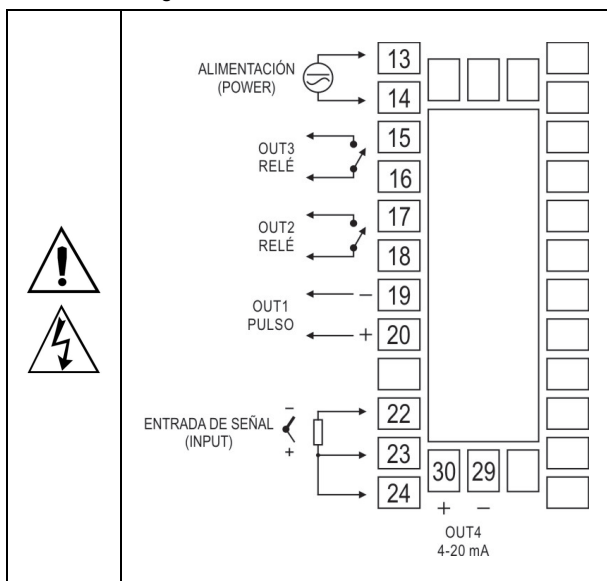 ALIMENTACIÓN
(POWER)
13
14
OUT3
RELÉ
15
16
OUT2
RELÉ
17
18
OUT1
PULSO
– 19
+ 20
ENTRADA DE SEÑAL
(INPUT)
–
+
22
23
24
30 29
+ –
OUT4
4-20 mA